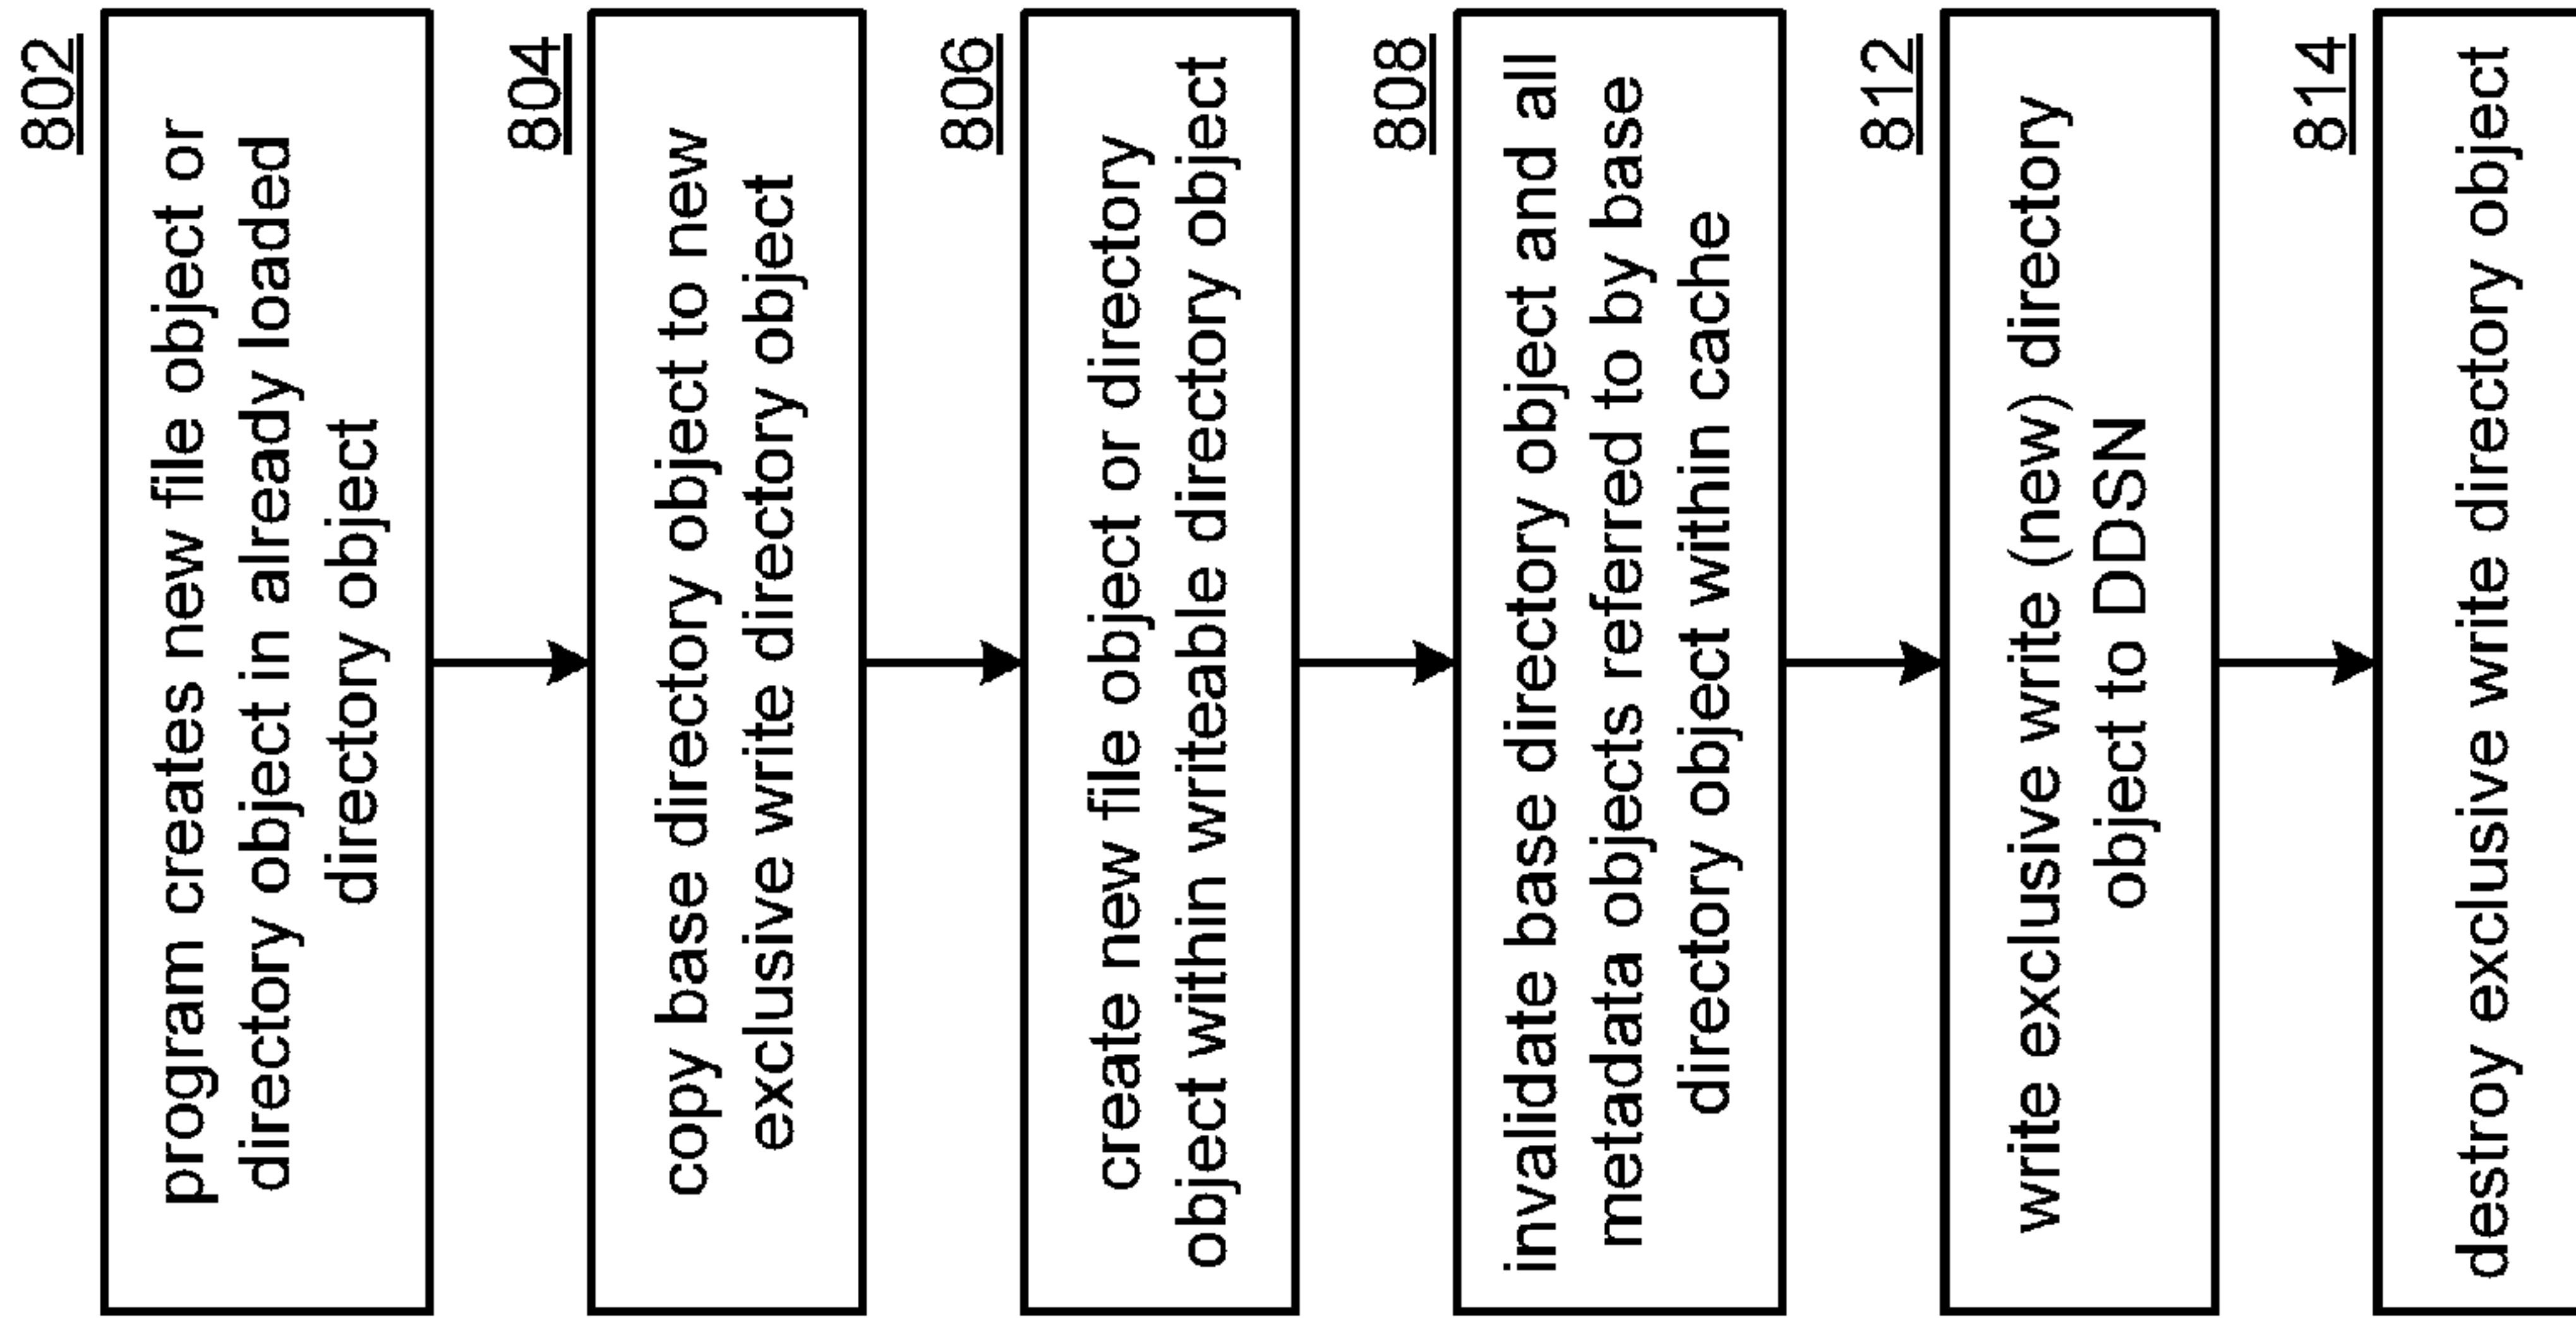 802
program creates new file object or
directory object in already loaded
directory object
804
copy base directory object to new
exclusive write directory object
806
create new file object or directory
object within writeable directory object
808
invalidate base directory object and all
metadata objects referred to by base
directory object within cache
812
write exclusive write (new) directory
object to DDSN
814
destroy exclusive write directory object